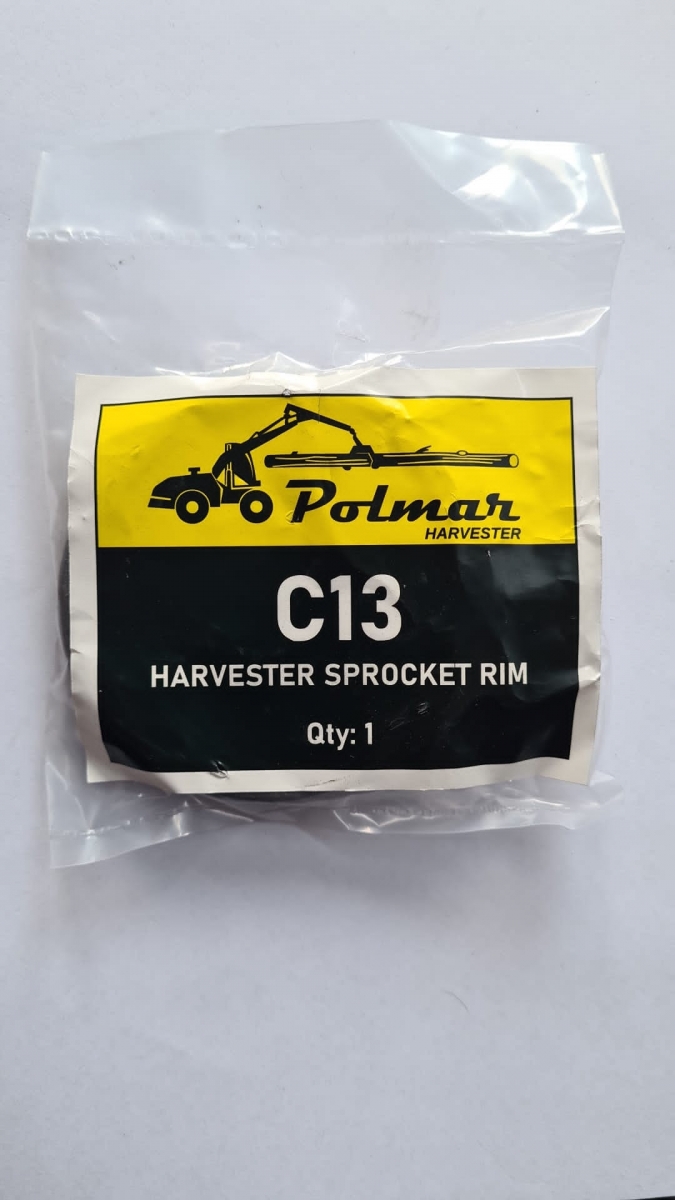 Polmar
HARVESTER
C13
HARVESTER SPROCKET RIM
Qty: 1